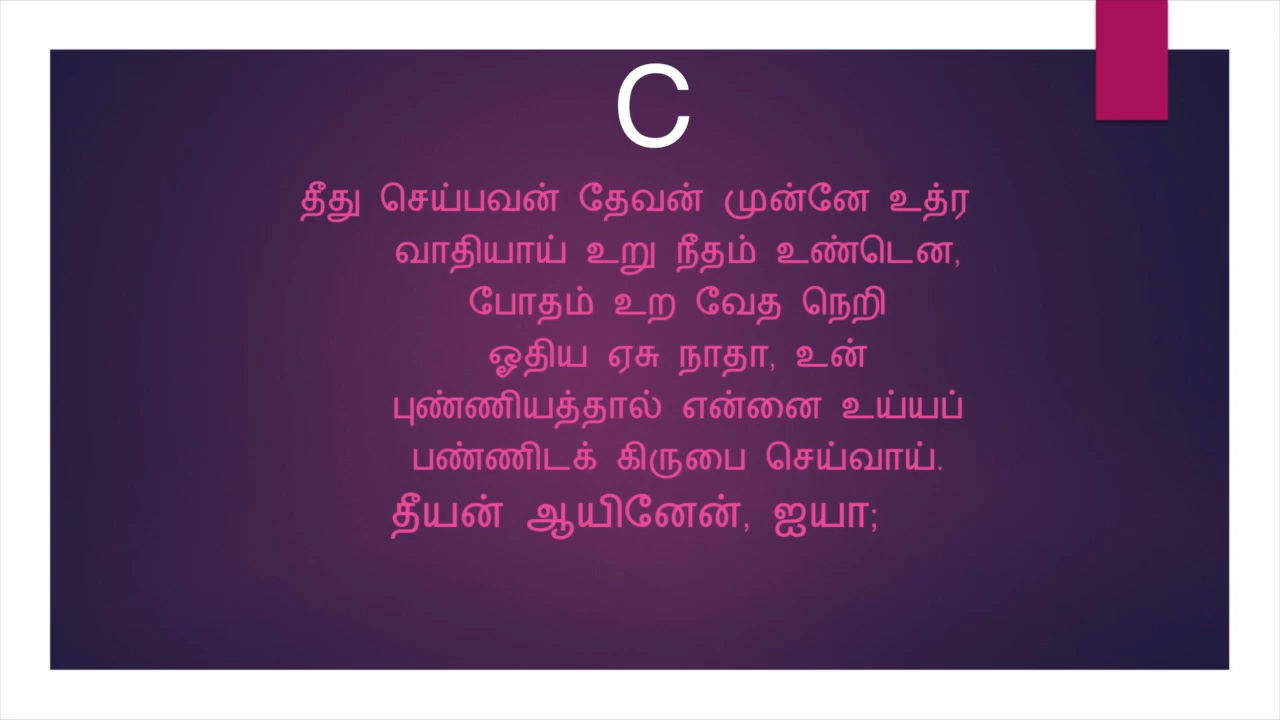 C
தீது செய்பவன் தேவன் முன்னே உத்ர
வாதியாய் உறு நீதம் உண்டென,
போதம் உற வேத நெறி
ஓதிய ஏசு நாதா, உன்
புண்ணியத்தால் என்னை உய்யப்
பண்ணிடக் கிருபை செய்வாய்.
தீயன் ஆயினேன், ஐயா;